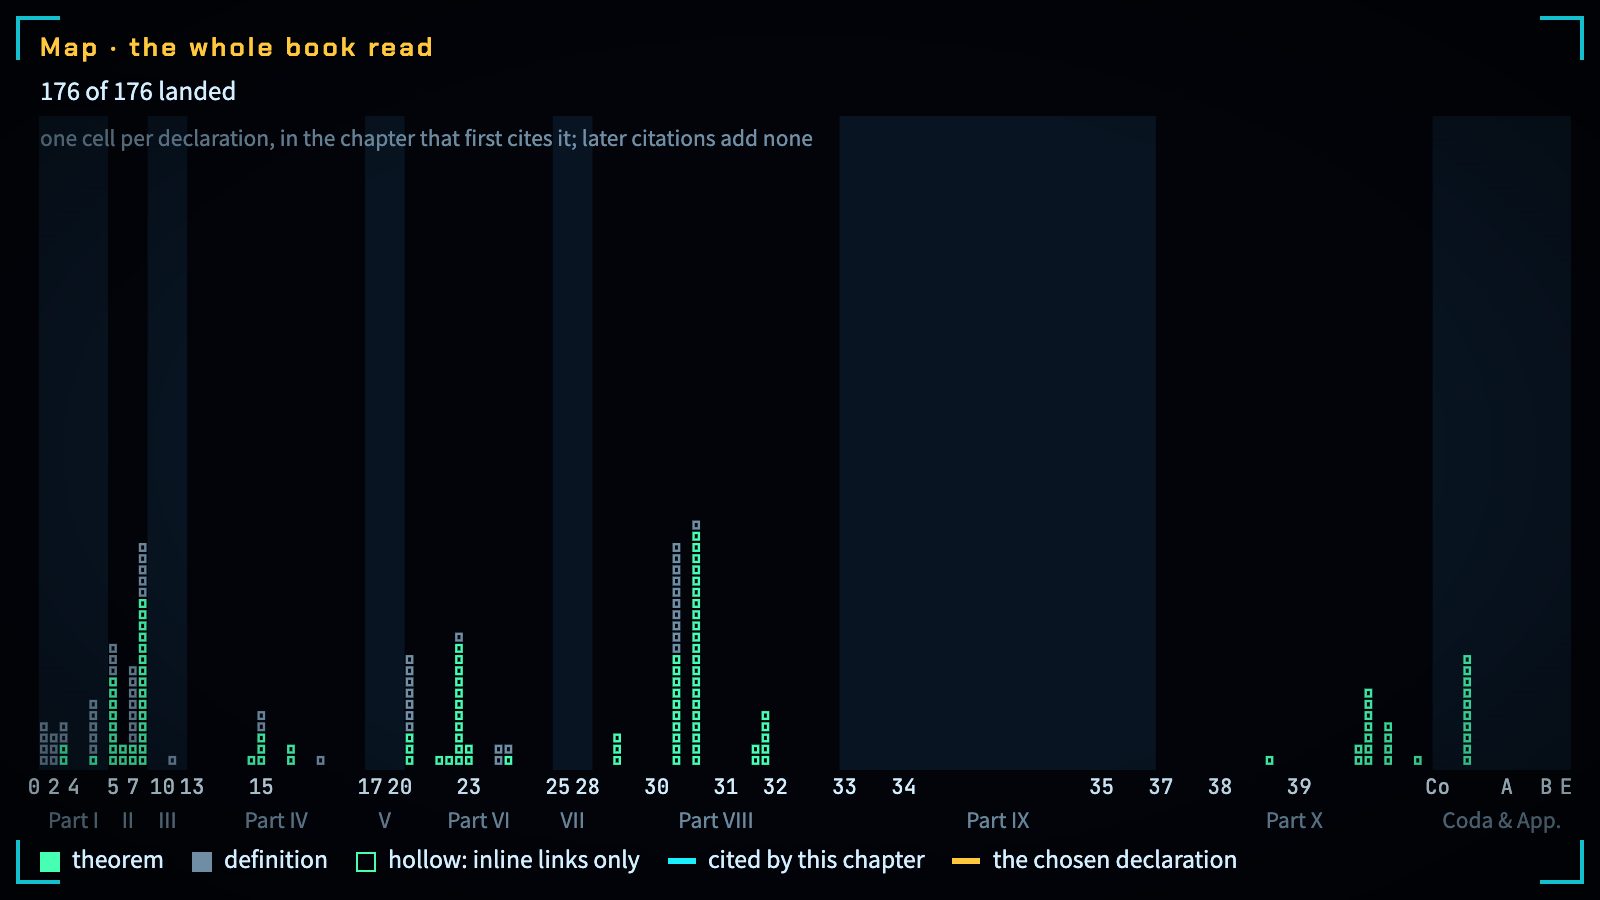 Map · the whole book read
176 of 176 landed
one cell per declaration, in the chapter that first cites it; later citations add none
0 2 4 5 7 10 13 15 17 20 23 25 28 30 31 32 33 34 35 37 38 39 Co A B E
Part I II III Part IV V Part VI VII Part VIII Part IX Part X Coda & App.
theorem definition hollow: inline links only cited by this chapter the chosen declaration